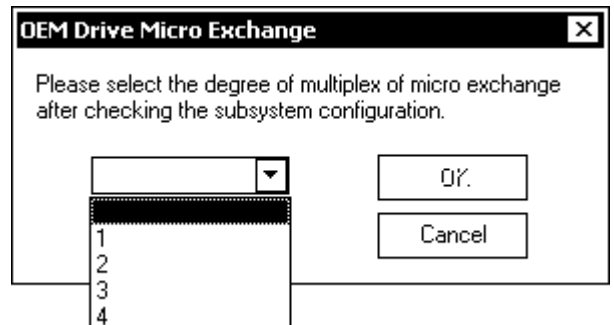 OEM Drive Micro Exchange
Please select the degree of multiplex of micro exchange
after checking the subsystem configuration.
OK
Cancel
1
2
3
4